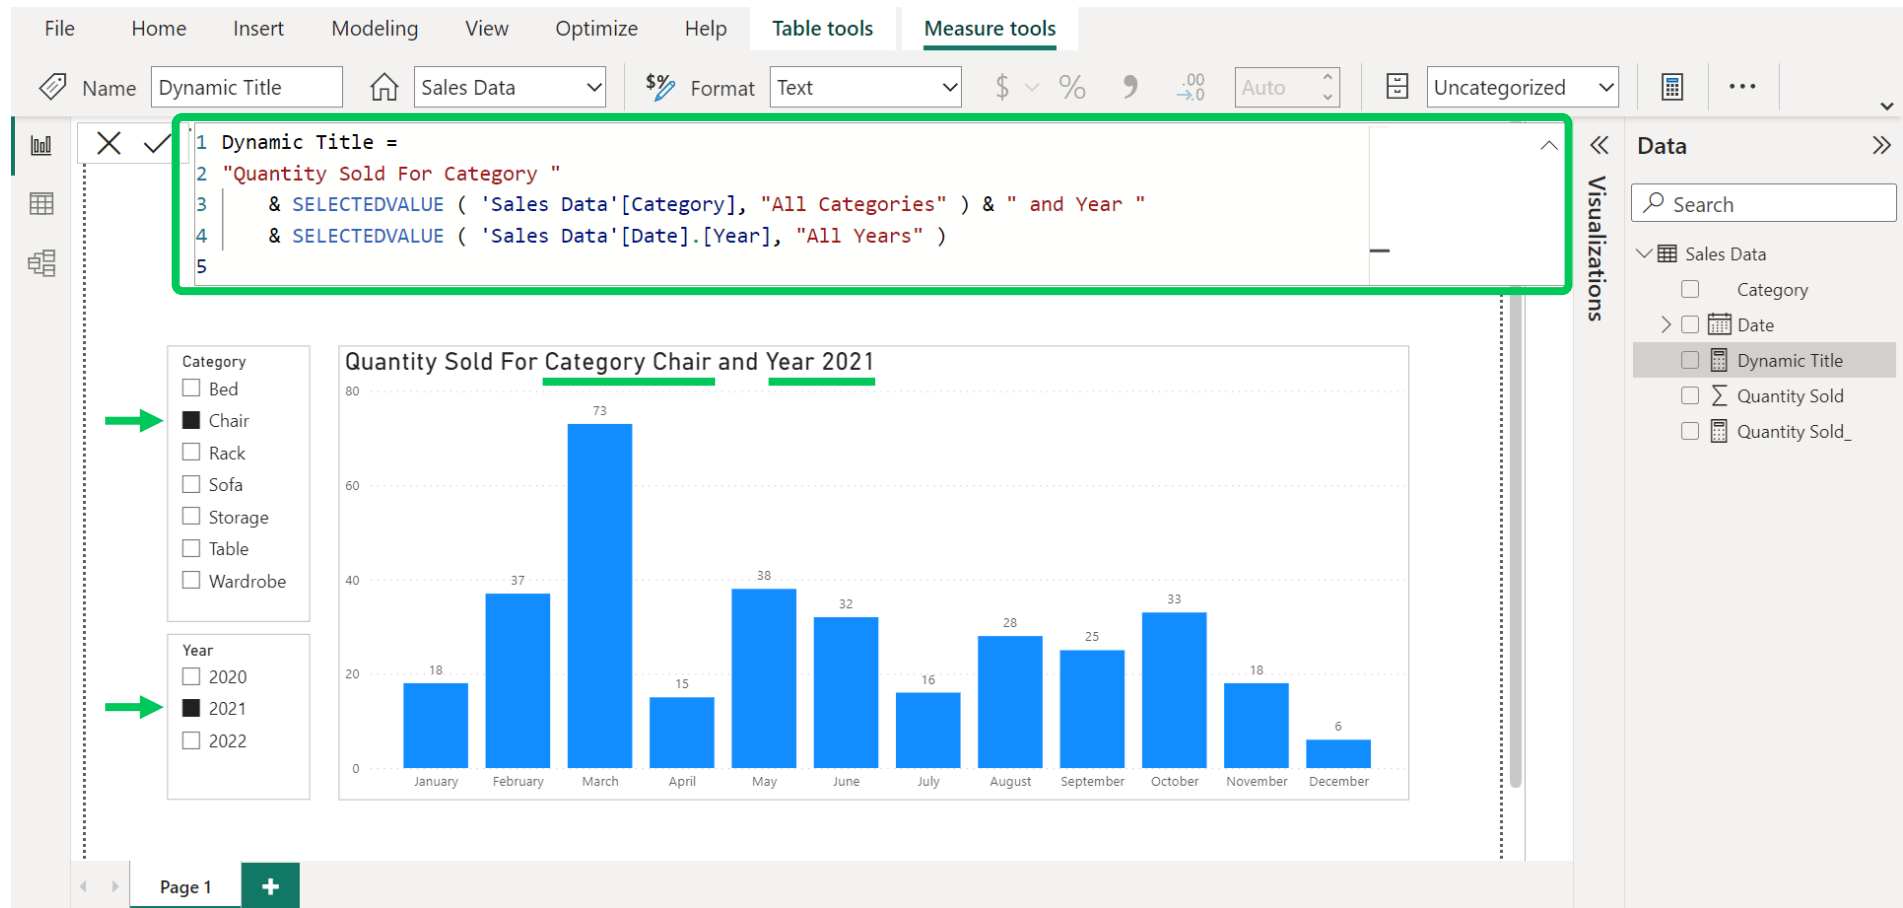 File Home Insert Modeling View Optimize Help Table tools Measure tools
Name Dynamic Title Sales Data $% Format Text $ % , .00 →.0 Auto Uncategorized ...
1 Dynamic Title =
2 "Quantity Sold For Category "
3 & SELECTEDVALUE ( 'Sales Data'[Category], "All Categories" ) & " and Year "
4 & SELECTEDVALUE ( 'Sales Data'[Date].[Year], "All Years" )
5
Category
Bed
Chair
Rack
Sofa
Storage
Table
Wardrobe
Year
2020
2021
2022
Quantity Sold For Category Chair and Year 2021
80
60
40
20
0
18
37
73
15
38
32
16
28
25
33
18
6
January February March April May June July August September October November December
Page 1 +
Visualizations
Data
Search
Sales Data
Category
Date
Dynamic Title
Quantity Sold
Quantity Sold_